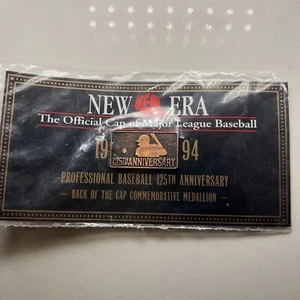 NEW ERA
The Official Cap of Major League Baseball
19 94
125TH ANNIVERSARY
PROFESSIONAL BASEBALL 125TH ANNIVERSARY
BACK OF THE CAP COMMEMORATIVE MEDALLION